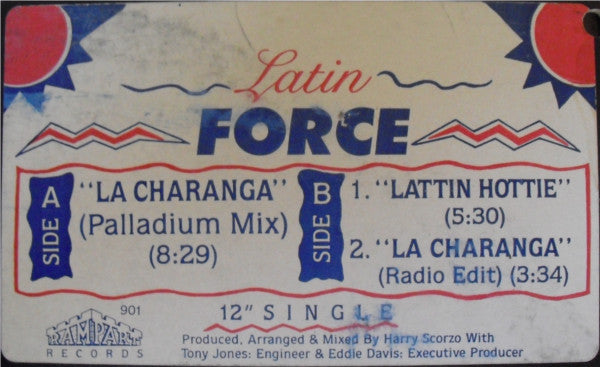 Latin
FORCE
SIDE A
"LA CHARANGA"
(Palladium Mix)
(8:29)
SIDE B
1. "LATTIN HOTTIE"
(5:30)
2. "LA CHARANGA"
(Radio Edit) (3:34)
901
RAMPART
RECORDS
12" SINGLE
Produced, Arranged & Mixed By Harry Scorzo With
Tony Jones: Engineer & Eddie Davis: Executive Producer